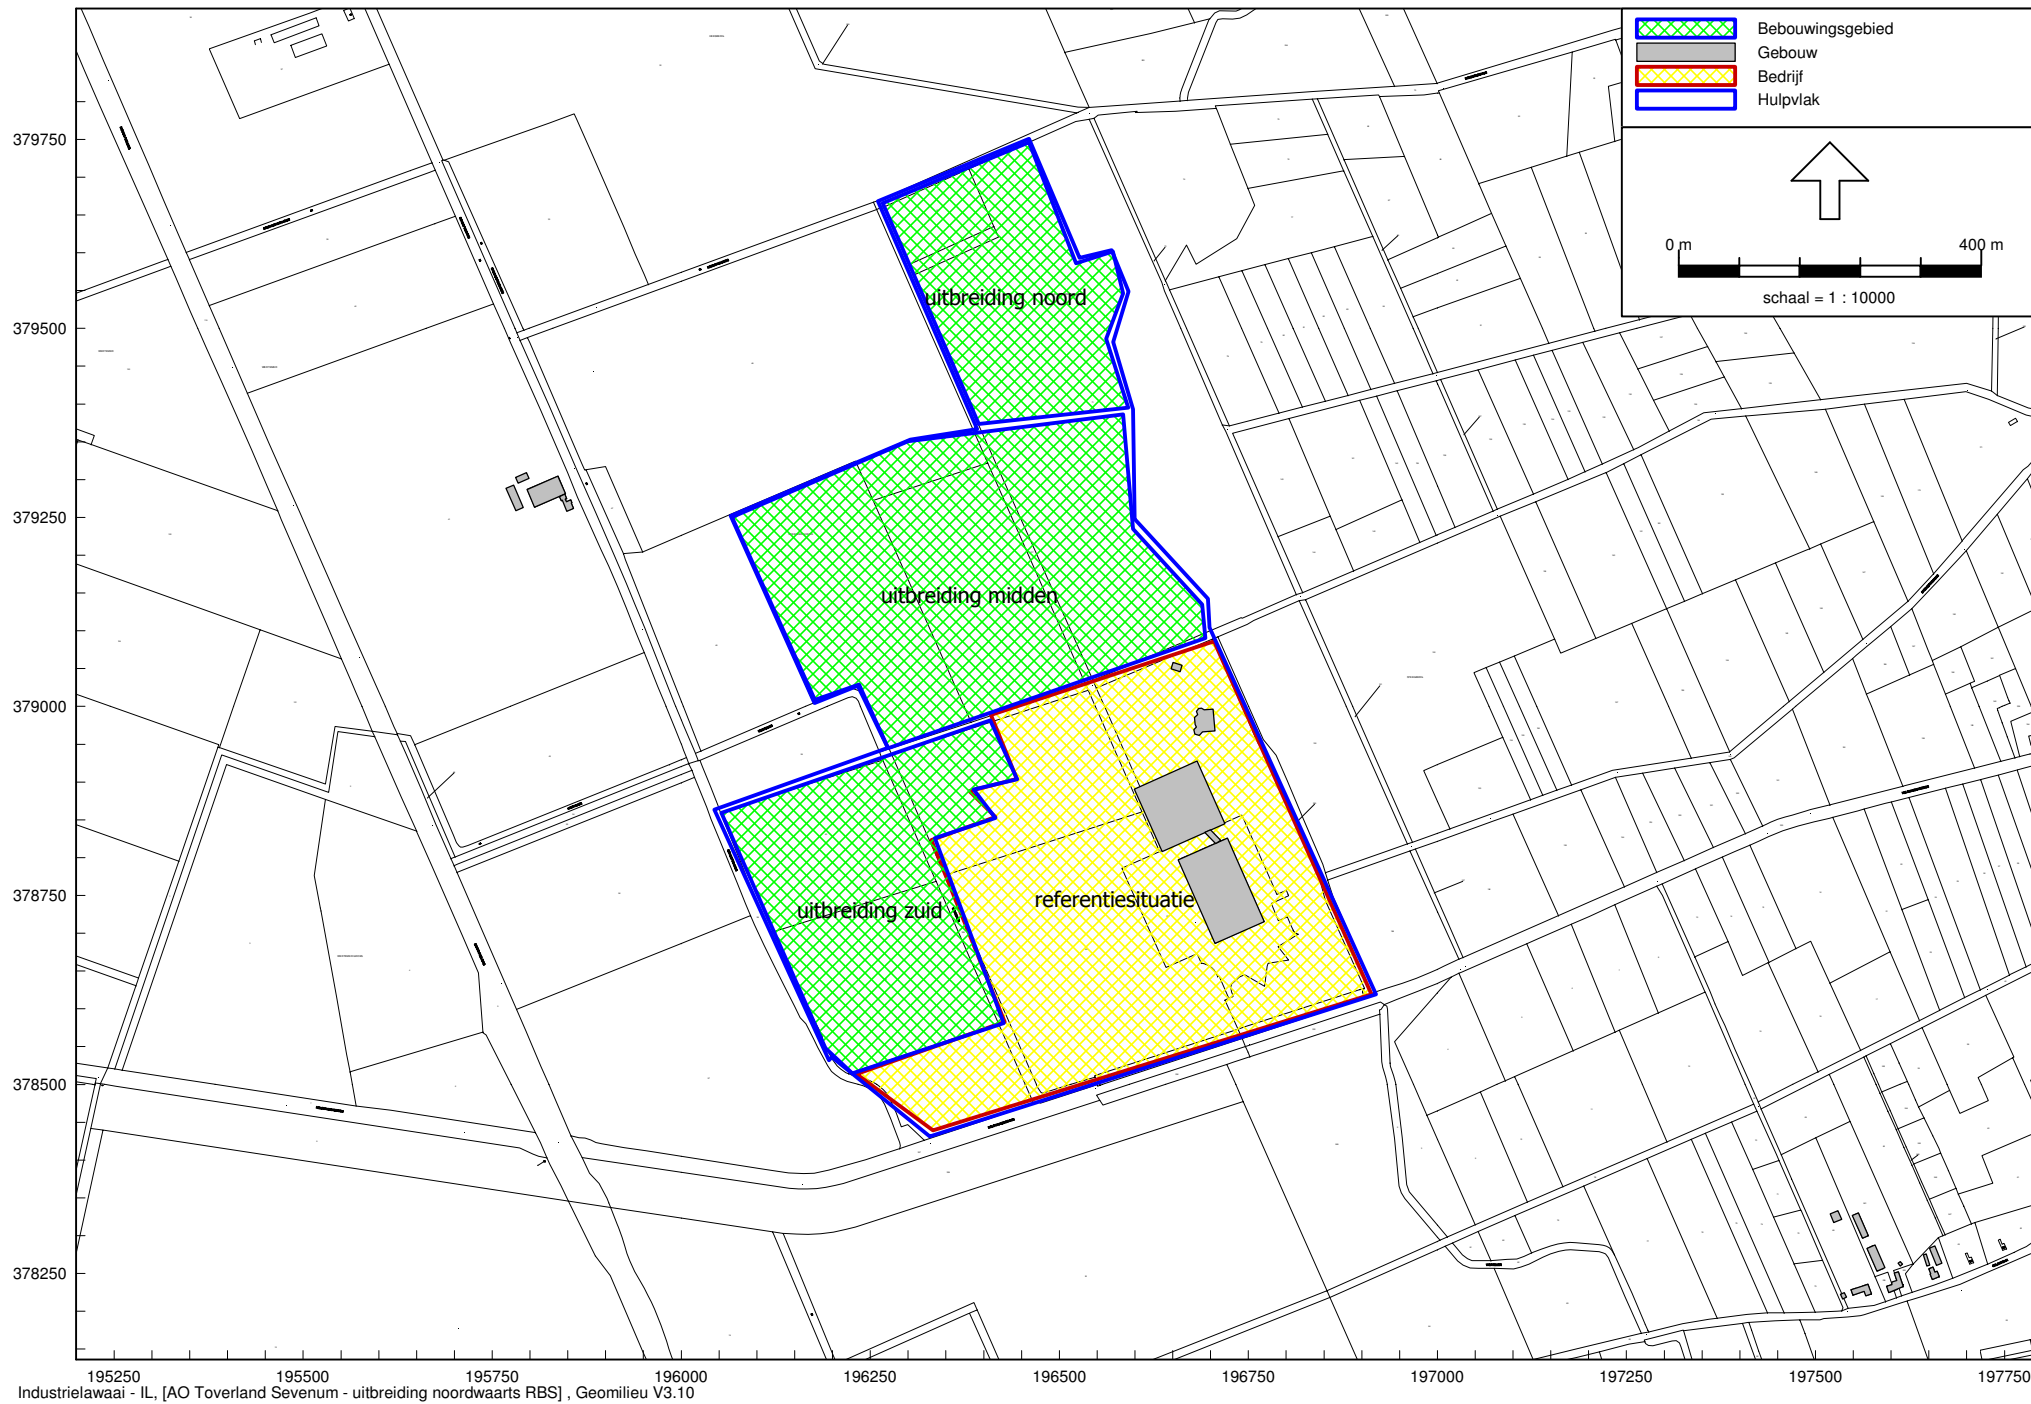 Bebouwingsgebied
Gebouw
Bedrijf
Hulpvlak
0 m 400 m
schaal = 1 : 10000
379750
379500
379250
379000
378750
378500
378250
uitbreiding noord
uitbreiding midden
referentiesituatie
uitbreiding zuid
195250 195500 195750 196000 196250 196500 196750 197000 197250 197500 197750
Industrielawaai - IL, [AO Toverland Sevenum - uitbreiding noordwaarts RBS] , Geomilieu V3.10